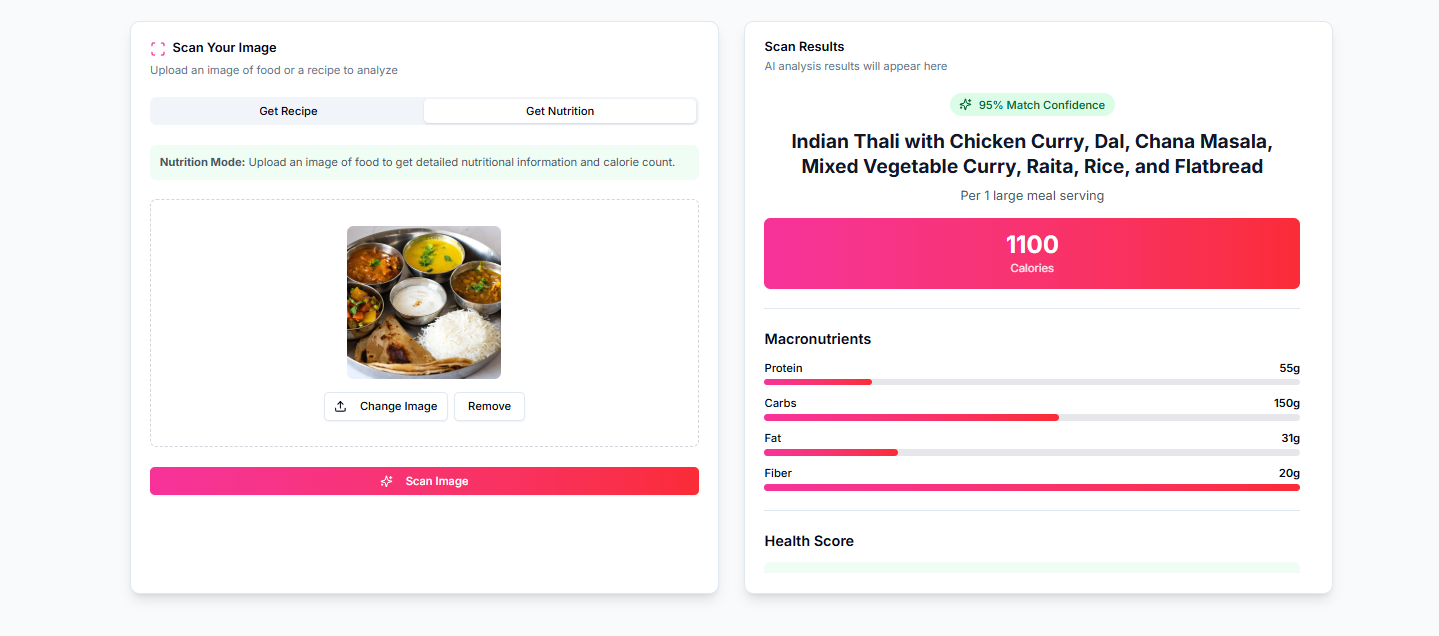 Scan Your Image
Upload an image of food or a recipe to analyze
Get Recipe
Get Nutrition
Nutrition Mode: Upload an image of food to get detailed nutritional information and calorie count.
Change Image
Remove
Scan Image
Scan Results
AI analysis results will appear here
95% Match Confidence
Indian Thali with Chicken Curry, Dal, Chana Masala,
Mixed Vegetable Curry, Raita, Rice, and Flatbread
Per 1 large meal serving
1100
Calories
Macronutrients
Protein 55g
Carbs 150g
Fat 31g
Fiber 20g
Health Score